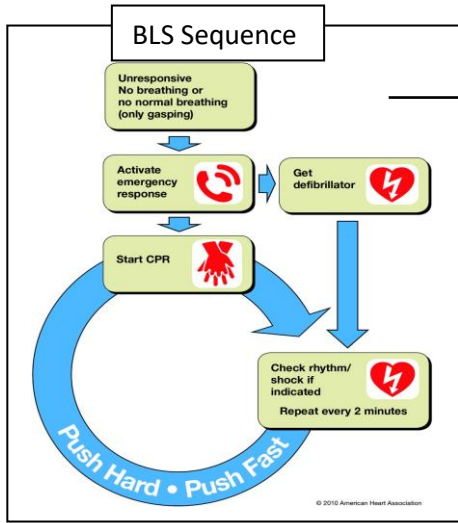 BLS Sequence
Unresponsive
No breathing or
no normal breathing
(only gasping)
Activate
emergency
response
Get
defibrillator
Start CPR
Check rhythm/
shock if
indicated
Repeat every 2 minutes
Push Hard • Push Fast
© 2010 American Heart Association